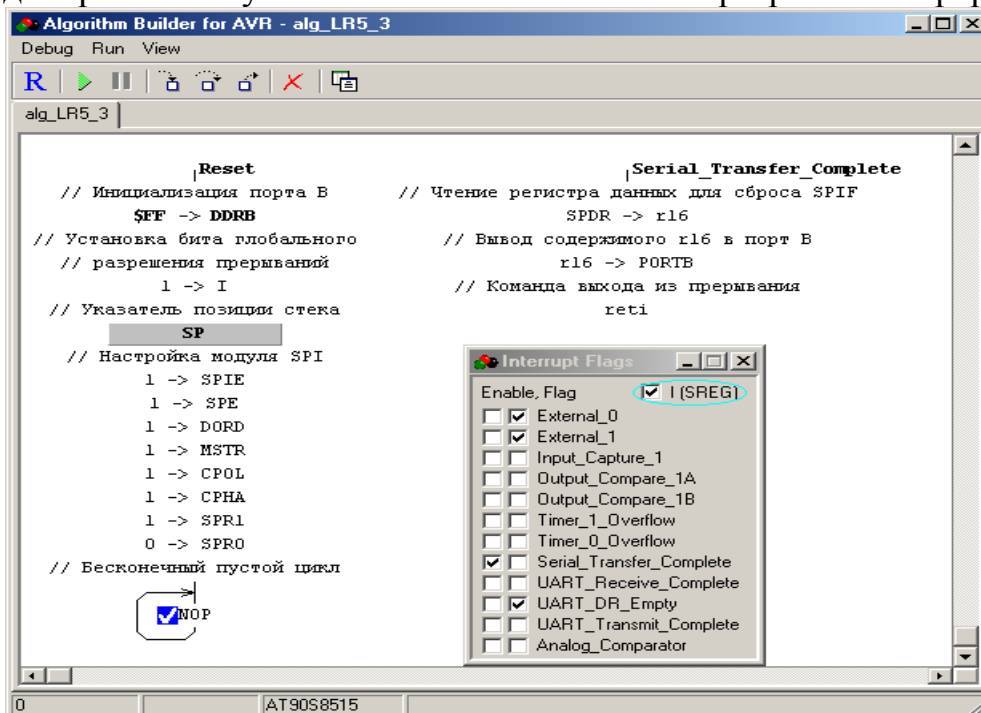 Algorithm Builder for AVR - alg_LR5_3
Debug Run View
R
alg_LR5_3
Reset
// Инициализация порта B
$FF -> DDRB
// Установка бита глобального
// разрешения прерываний
1 -> I
// Указатель позиции стека
SP
// Настройка модуля SPI
1 -> SPIE
1 -> SPE
1 -> DORD
1 -> MSTR
1 -> CPOL
1 -> CPHA
1 -> SPR1
0 -> SPR0
// Бесконечный пустой цикл
NOP
Serial_Transfer_Complete
// Чтение регистра данных для сброса SPIF
SPDR -> r16
// Вывод содержимого r16 в порт B
r16 -> PORTB
// Команда выхода из прерывания
reti
Interrupt Flags
Enable, Flag I (SREG)
External_0
External_1
Input_Capture_1
Output_Compare_1A
Output_Compare_1B
Timer_1_Overflow
Timer_0_Overflow
Serial_Transfer_Complete
UART_Receive_Complete
UART_DR_Empty
UART_Transmit_Complete
Analog_Comparator
0 AT90S8515